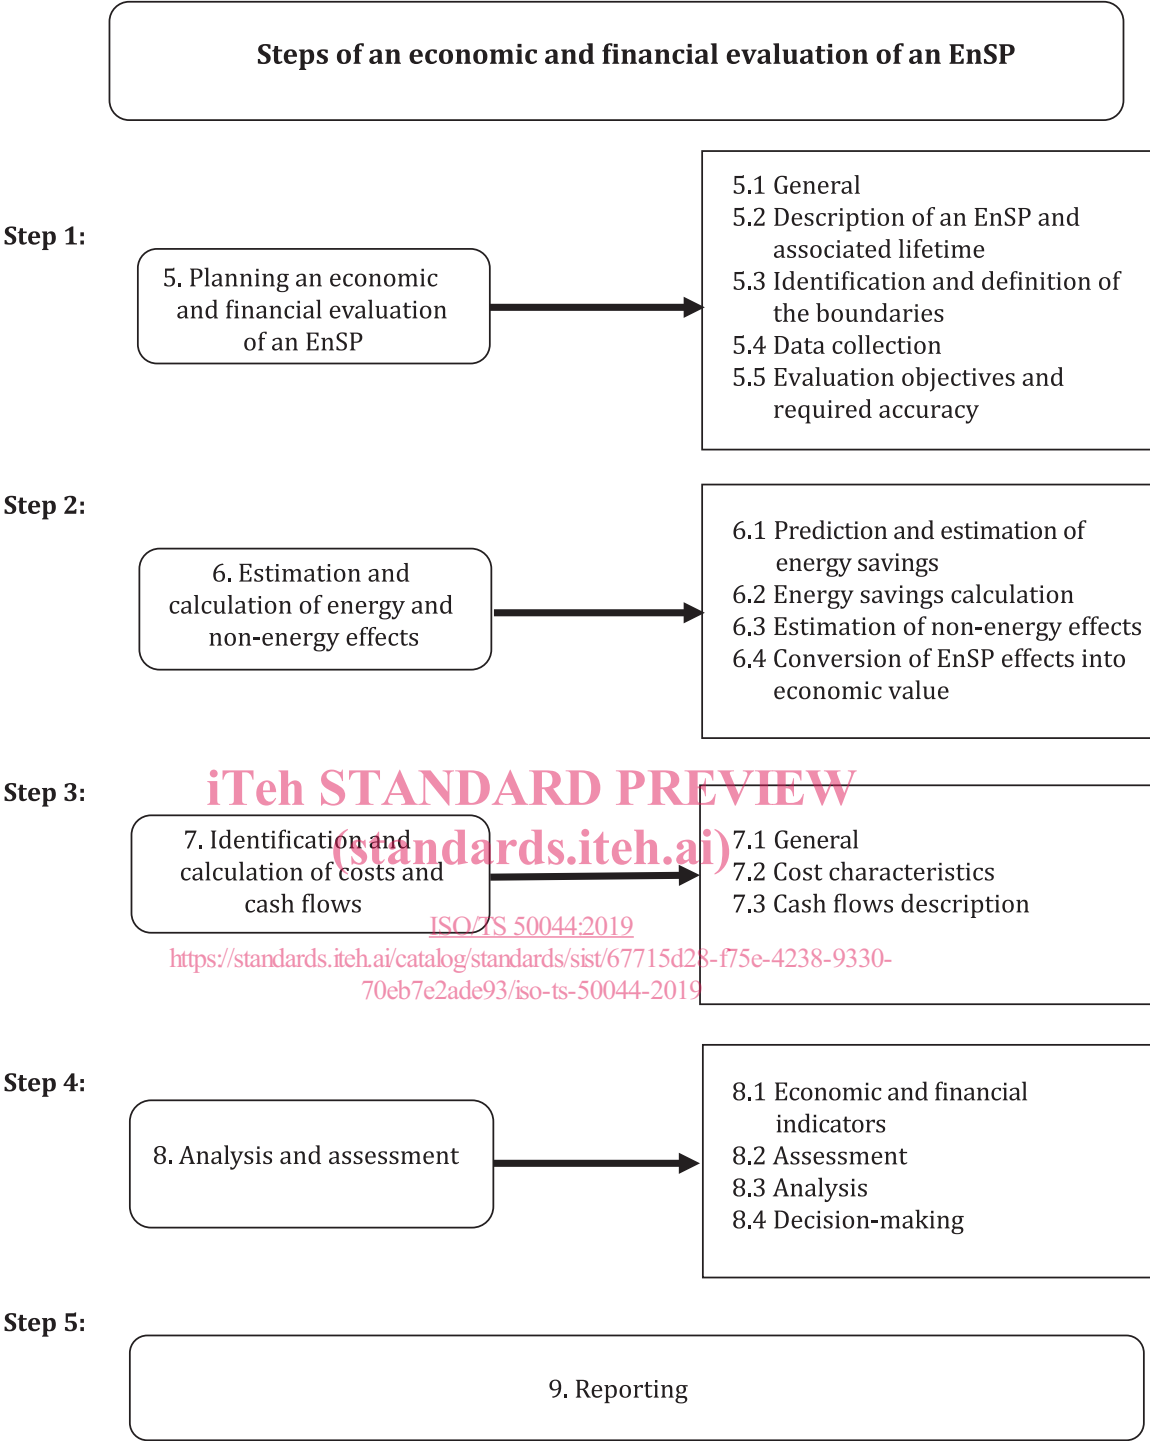 Steps of an economic and financial evaluation of an EnSP
Step 1:
5. Planning an economic
and financial evaluation
of an EnSP
5.1 General
5.2 Description of an EnSP and
associated lifetime
5.3 Identification and definition of
the boundaries
5.4 Data collection
5.5 Evaluation objectives and
required accuracy
Step 2:
6. Estimation and
calculation of energy and
non-energy effects
6.1 Prediction and estimation of
energy savings
6.2 Energy savings calculation
6.3 Estimation of non-energy effects
6.4 Conversion of EnSP effects into
economic value
iTeh STANDARD PREVIEW
(standards.iteh.ai)
ISO/TS 50044:2019
https://standards.iteh.ai/catalog/standards/sist/67715d28-f75e-4238-9330-
70eb7e2ade93/iso-ts-50044-2019
Step 3:
7. Identification and
calculation of costs and
cash flows
7.1 General
7.2 Cost characteristics
7.3 Cash flows description
Step 4:
8. Analysis and assessment
8.1 Economic and financial
indicators
8.2 Assessment
8.3 Analysis
8.4 Decision-making
Step 5:
9. Reporting